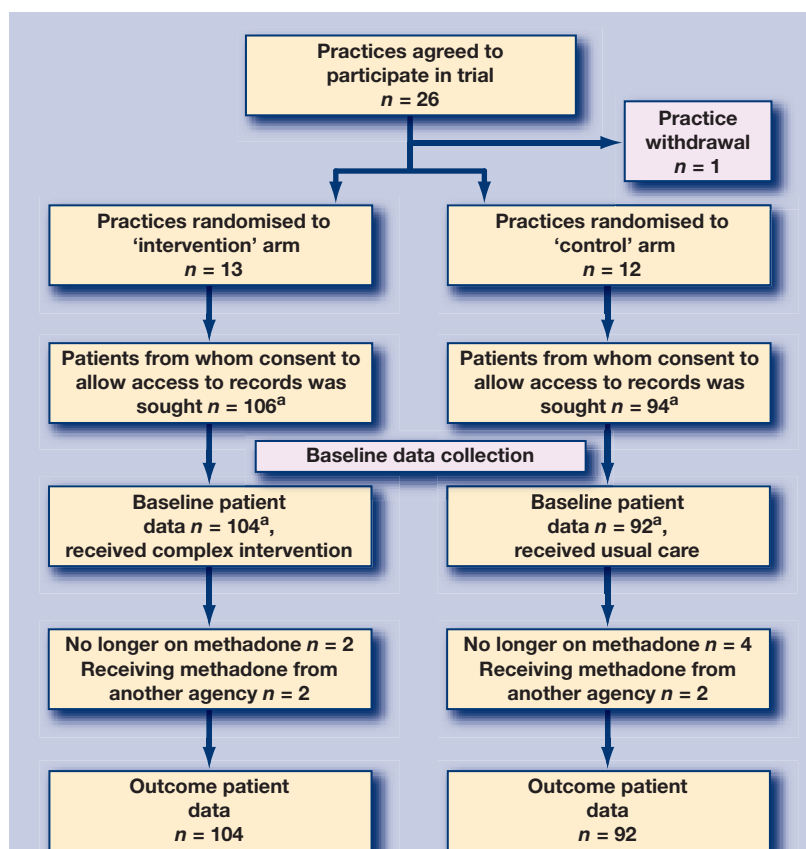 Practices agreed to
participate in trial
n = 26
Practice
withdrawal
n = 1
Practices randomised to
‘intervention’ arm
n = 13
Practices randomised to
‘control’ arm
n = 12
Patients from whom consent to
allow access to records was
sought n = 106a
Patients from whom consent to
allow access to records was
sought n = 94a
Baseline data collection
Baseline patient
data n = 104a,
received complex intervention
Baseline patient
data n = 92a,
received usual care
No longer on methadone n = 2
Receiving methadone from
another agency n = 2
No longer on methadone n = 4
Receiving methadone from
another agency n = 2
Outcome patient
data
n = 104
Outcome patient
data
n = 92